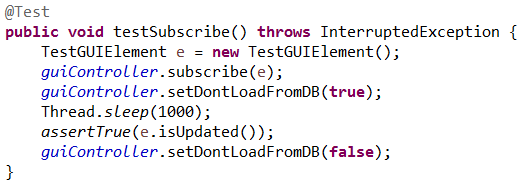 @Test
public void testSubscribe() throws InterruptedException {
    TestGUIElement e = new TestGUIElement();
    guiController.subscribe(e);
    guiController.setDontLoadFromDB(true);
    Thread.sleep(1000);
    assertTrue(e.isUpdated());
    guiController.setDontLoadFromDB(false);
}